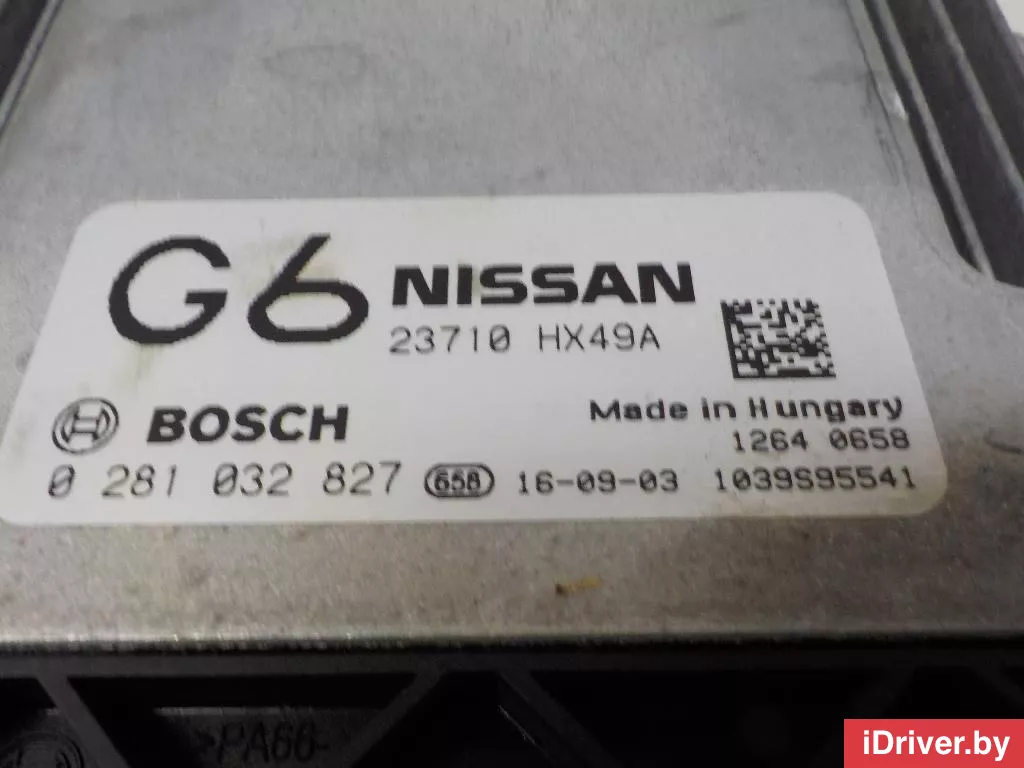 G6 NISSAN
23710 HX49A
BOSCH
Made in Hungary
1264 0658
0 281 032 827 658 16-09-03 1039S95541
>PA66-
iDriver.by